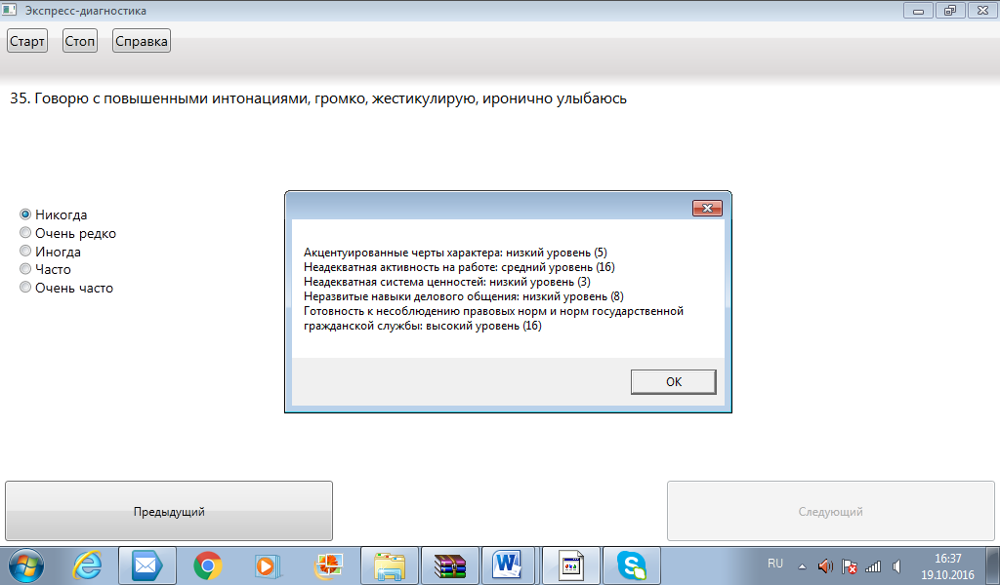 Экспресс-диагностика
Старт Стоп Справка
35. Говорю с повышенными интонациями, громко, жестикулирую, иронично улыбаюсь
Никогда
Очень редко
Иногда
Часто
Очень часто
Акцентуированные черты характера: низкий уровень (5)
Неадекватная активность на работе: средний уровень (16)
Неадекватная система ценностей: низкий уровень (3)
Неразвитые навыки делового общения: низкий уровень (8)
Готовность к несоблюдению правовых норм и норм государственной
гражданской службы: высокий уровень (16)
OK
Предыдущий
Следующий
RU
16:37
19.10.2016